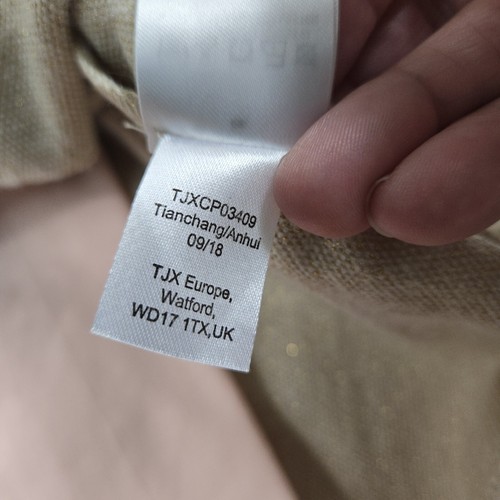 TJXCP03409
Tianchang/Anhui
09/18
TJX Europe,
Watford,
WD17 1TX,UK